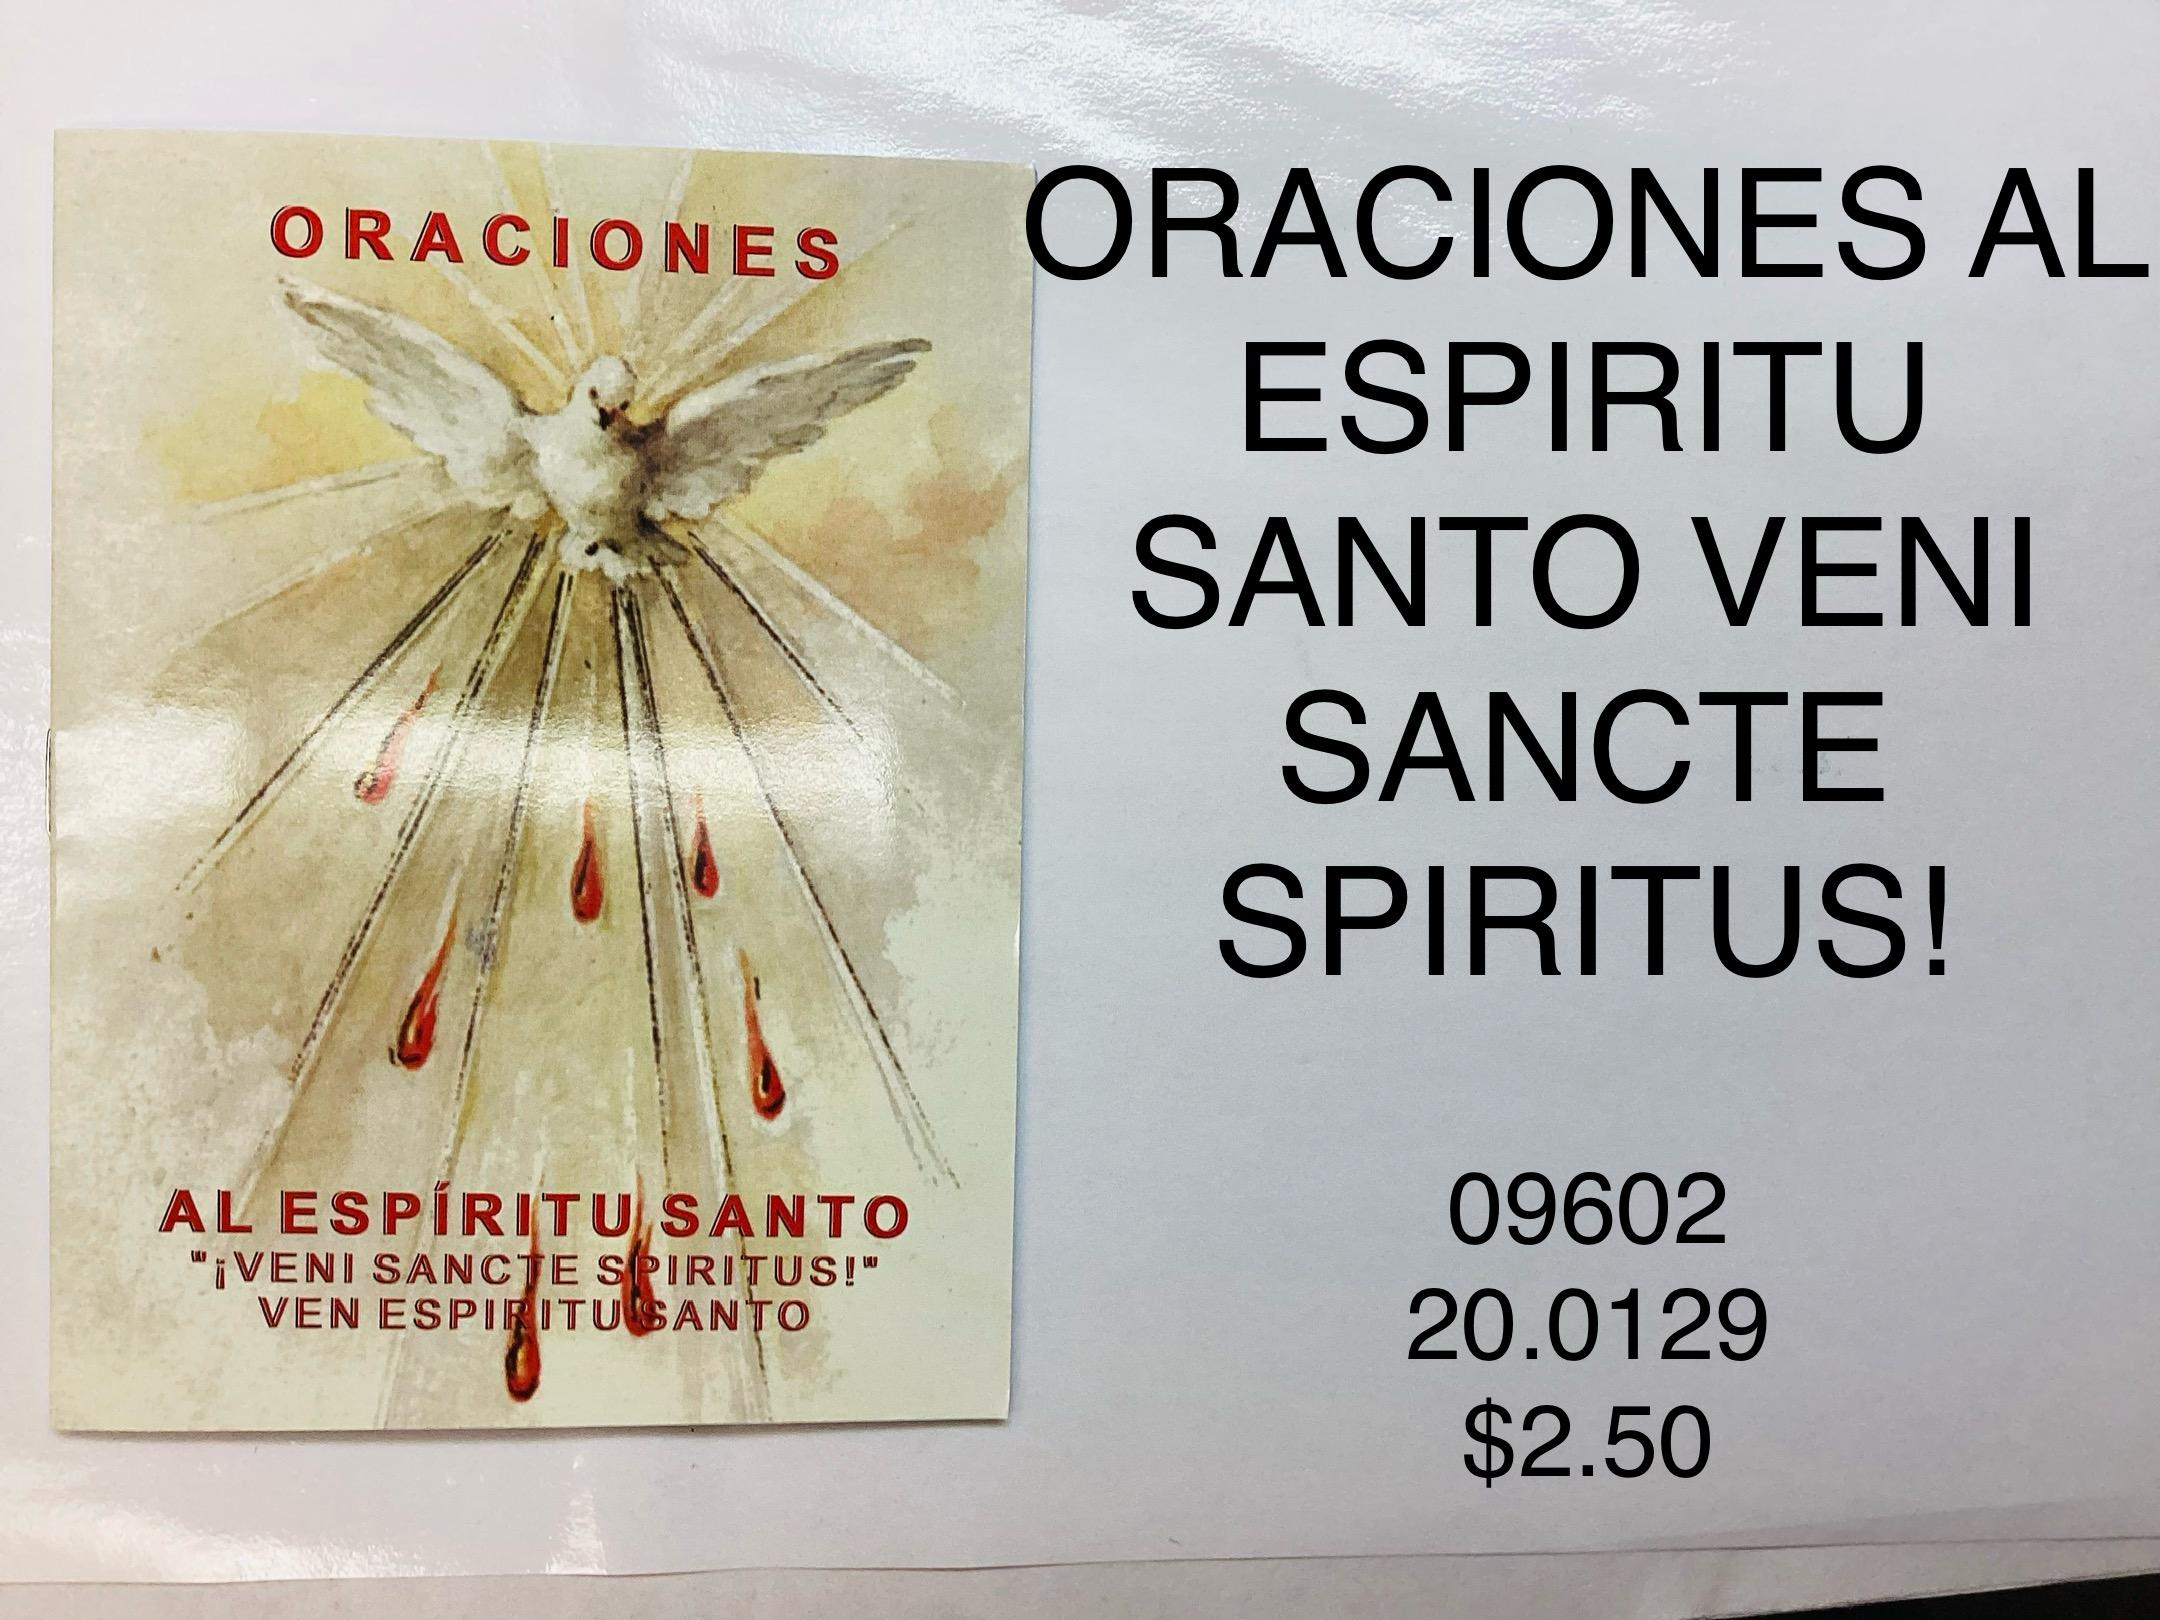 ORACIONES
AL ESPÍRITU SANTO
"¡VENI SANCTE SPIRITUS!"
VEN ESPIRITU SANTO
ORACIONES AL
ESPIRITU
SANTO VENI
SANCTE
SPIRITUS!
09602
20.0129
$2.50